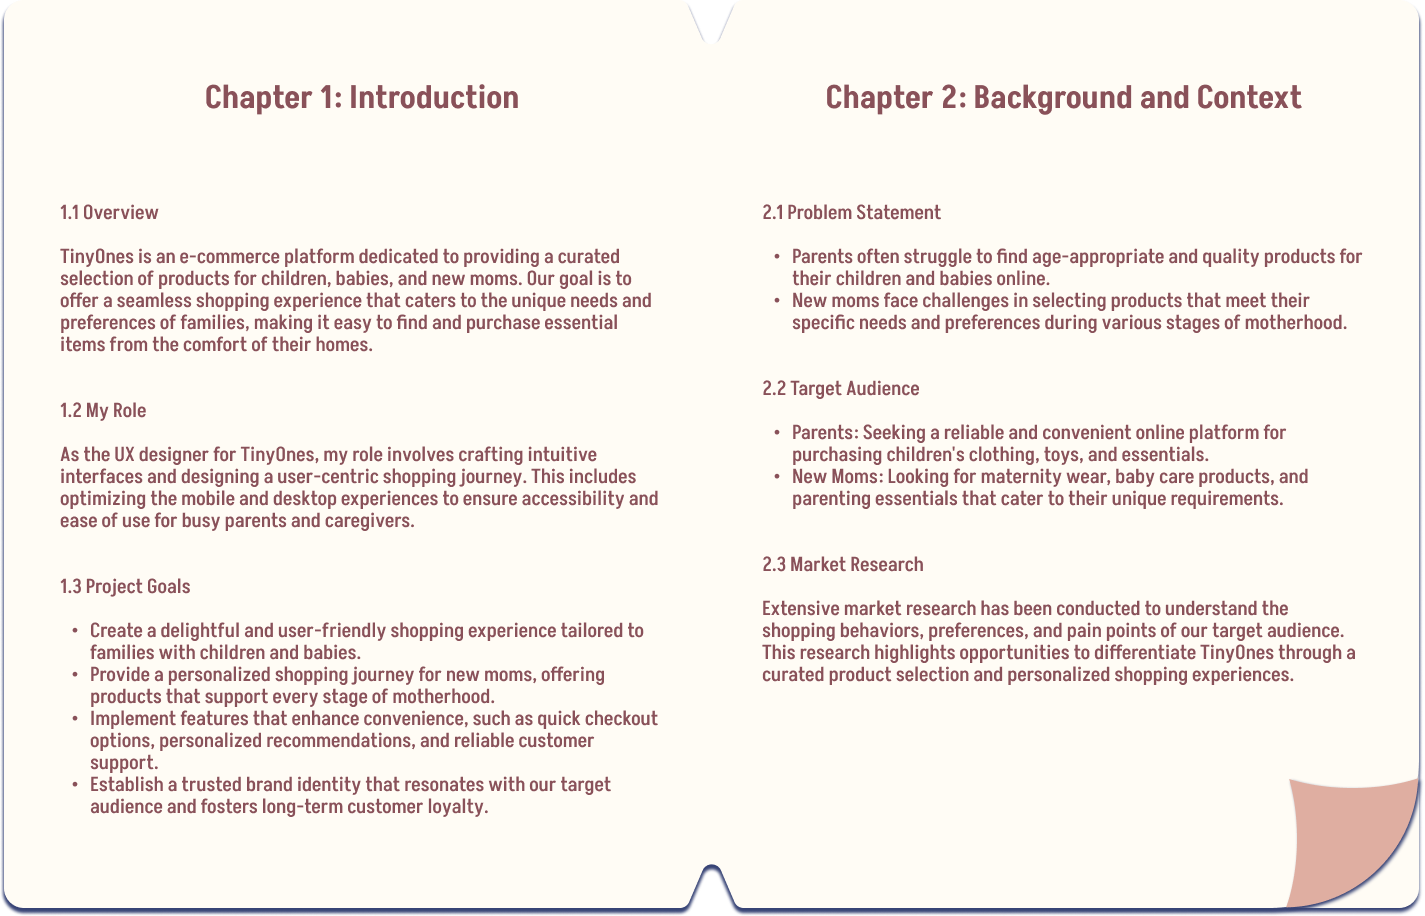 Chapter 1: Introduction
1.1 Overview
TinyOnes is an e-commerce platform dedicated to providing a curated
selection of products for children, babies, and new moms. Our goal is to
offer a seamless shopping experience that caters to the unique needs and
preferences of families, making it easy to find and purchase essential
items from the comfort of their homes.
1.2 My Role
As the UX designer for TinyOnes, my role involves crafting intuitive
interfaces and designing a user-centric shopping journey. This includes
optimizing the mobile and desktop experiences to ensure accessibility and
ease of use for busy parents and caregivers.
1.3 Project Goals
• Create a delightful and user-friendly shopping experience tailored to
families with children and babies.
• Provide a personalized shopping journey for new moms, offering
products that support every stage of motherhood.
• Implement features that enhance convenience, such as quick checkout
options, personalized recommendations, and reliable customer
support.
• Establish a trusted brand identity that resonates with our target
audience and fosters long-term customer loyalty.
Chapter 2: Background and Context
2.1 Problem Statement
• Parents often struggle to find age-appropriate and quality products for
their children and babies online.
• New moms face challenges in selecting products that meet their
specific needs and preferences during various stages of motherhood.
2.2 Target Audience
• Parents: Seeking a reliable and convenient online platform for
purchasing children's clothing, toys, and essentials.
• New Moms: Looking for maternity wear, baby care products, and
parenting essentials that cater to their unique requirements.
2.3 Market Research
Extensive market research has been conducted to understand the
shopping behaviors, preferences, and pain points of our target audience.
This research highlights opportunities to differentiate TinyOnes through a
curated product selection and personalized shopping experiences.